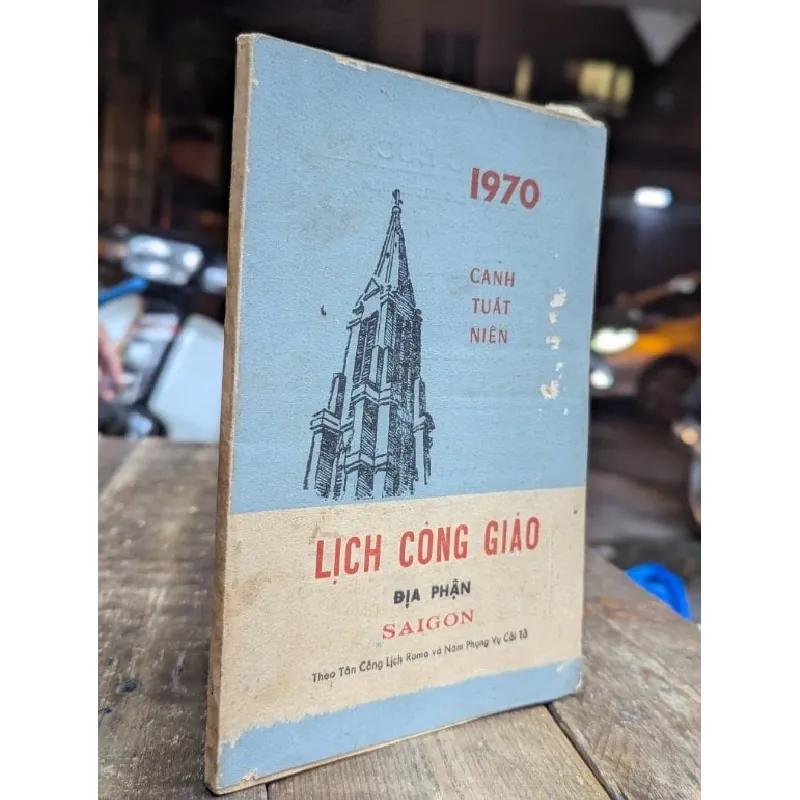 1970
CANH
TUẤT
NIÊN
LỊCH CÔNG GIÁO
ĐỊA PHẬN
SAIGON
Theo Tân Công Lịch Roma và Năm Phụng Vụ Cải Tổ